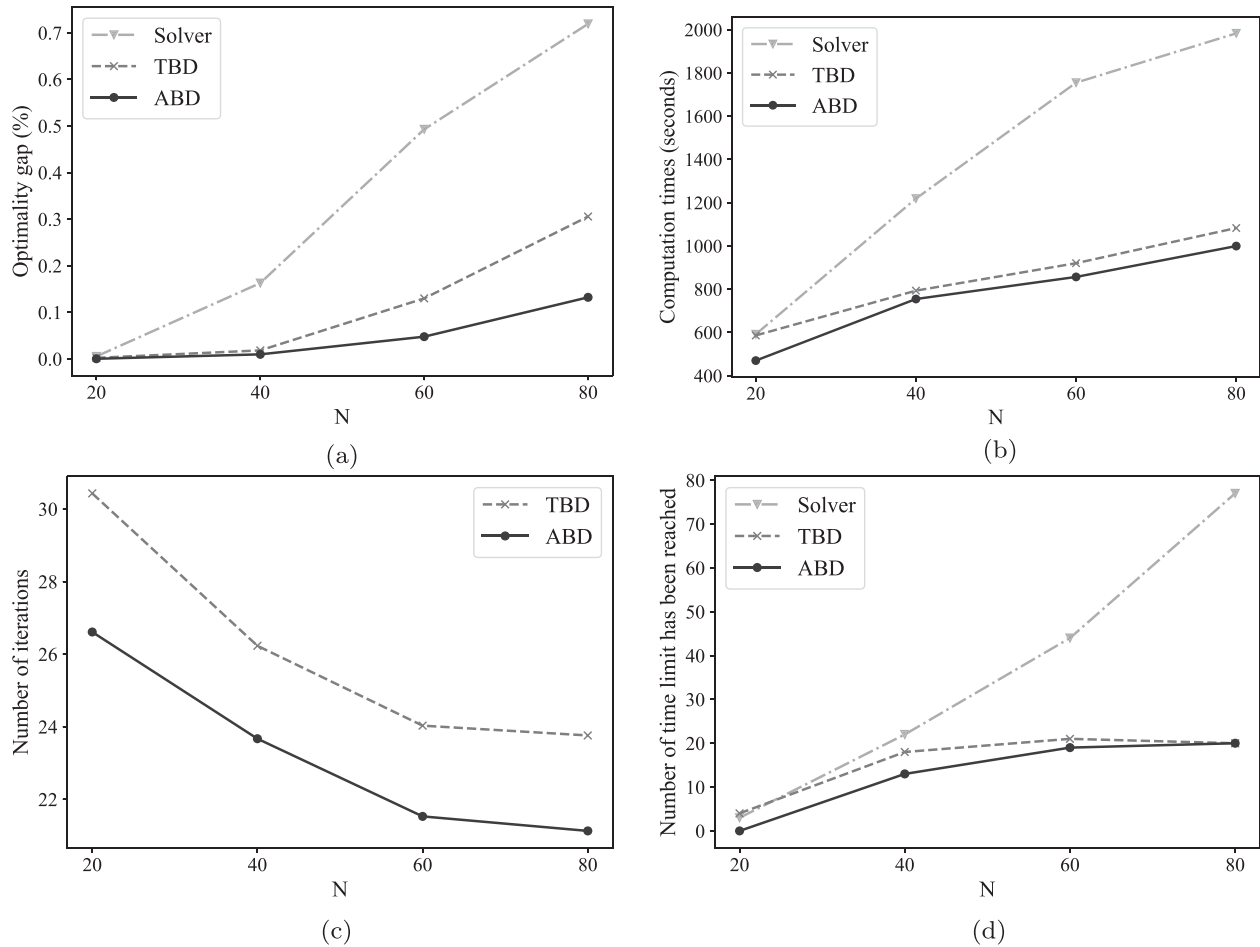 Optimality gap (%)
0.7
0.6
0.5
0.4
0.3
0.2
0.1
0.0
Solver
TBD
ABD
20 40 60 80
N
(a)
Computation times (seconds)
2000
1800
1600
1400
1200
1000
800
600
400
Solver
TBD
ABD
20 40 60 80
N
(b)
Number of iterations
30
28
26
24
22
TBD
ABD
20 40 60 80
N
(c)
Number of time limit has been reached
80
70
60
50
40
30
20
10
0
Solver
TBD
ABD
20 40 60 80
N
(d)